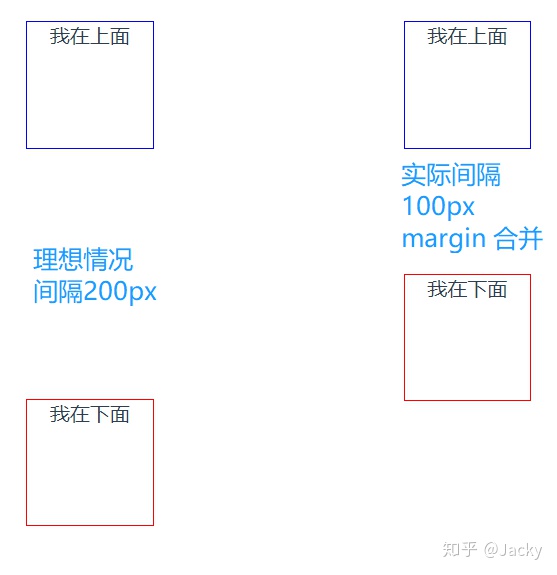 我在上面
我在上面
实际间隔
100px
margin 合并
理想情况
间隔200px
我在下面
我在下面
知乎 @Jacky